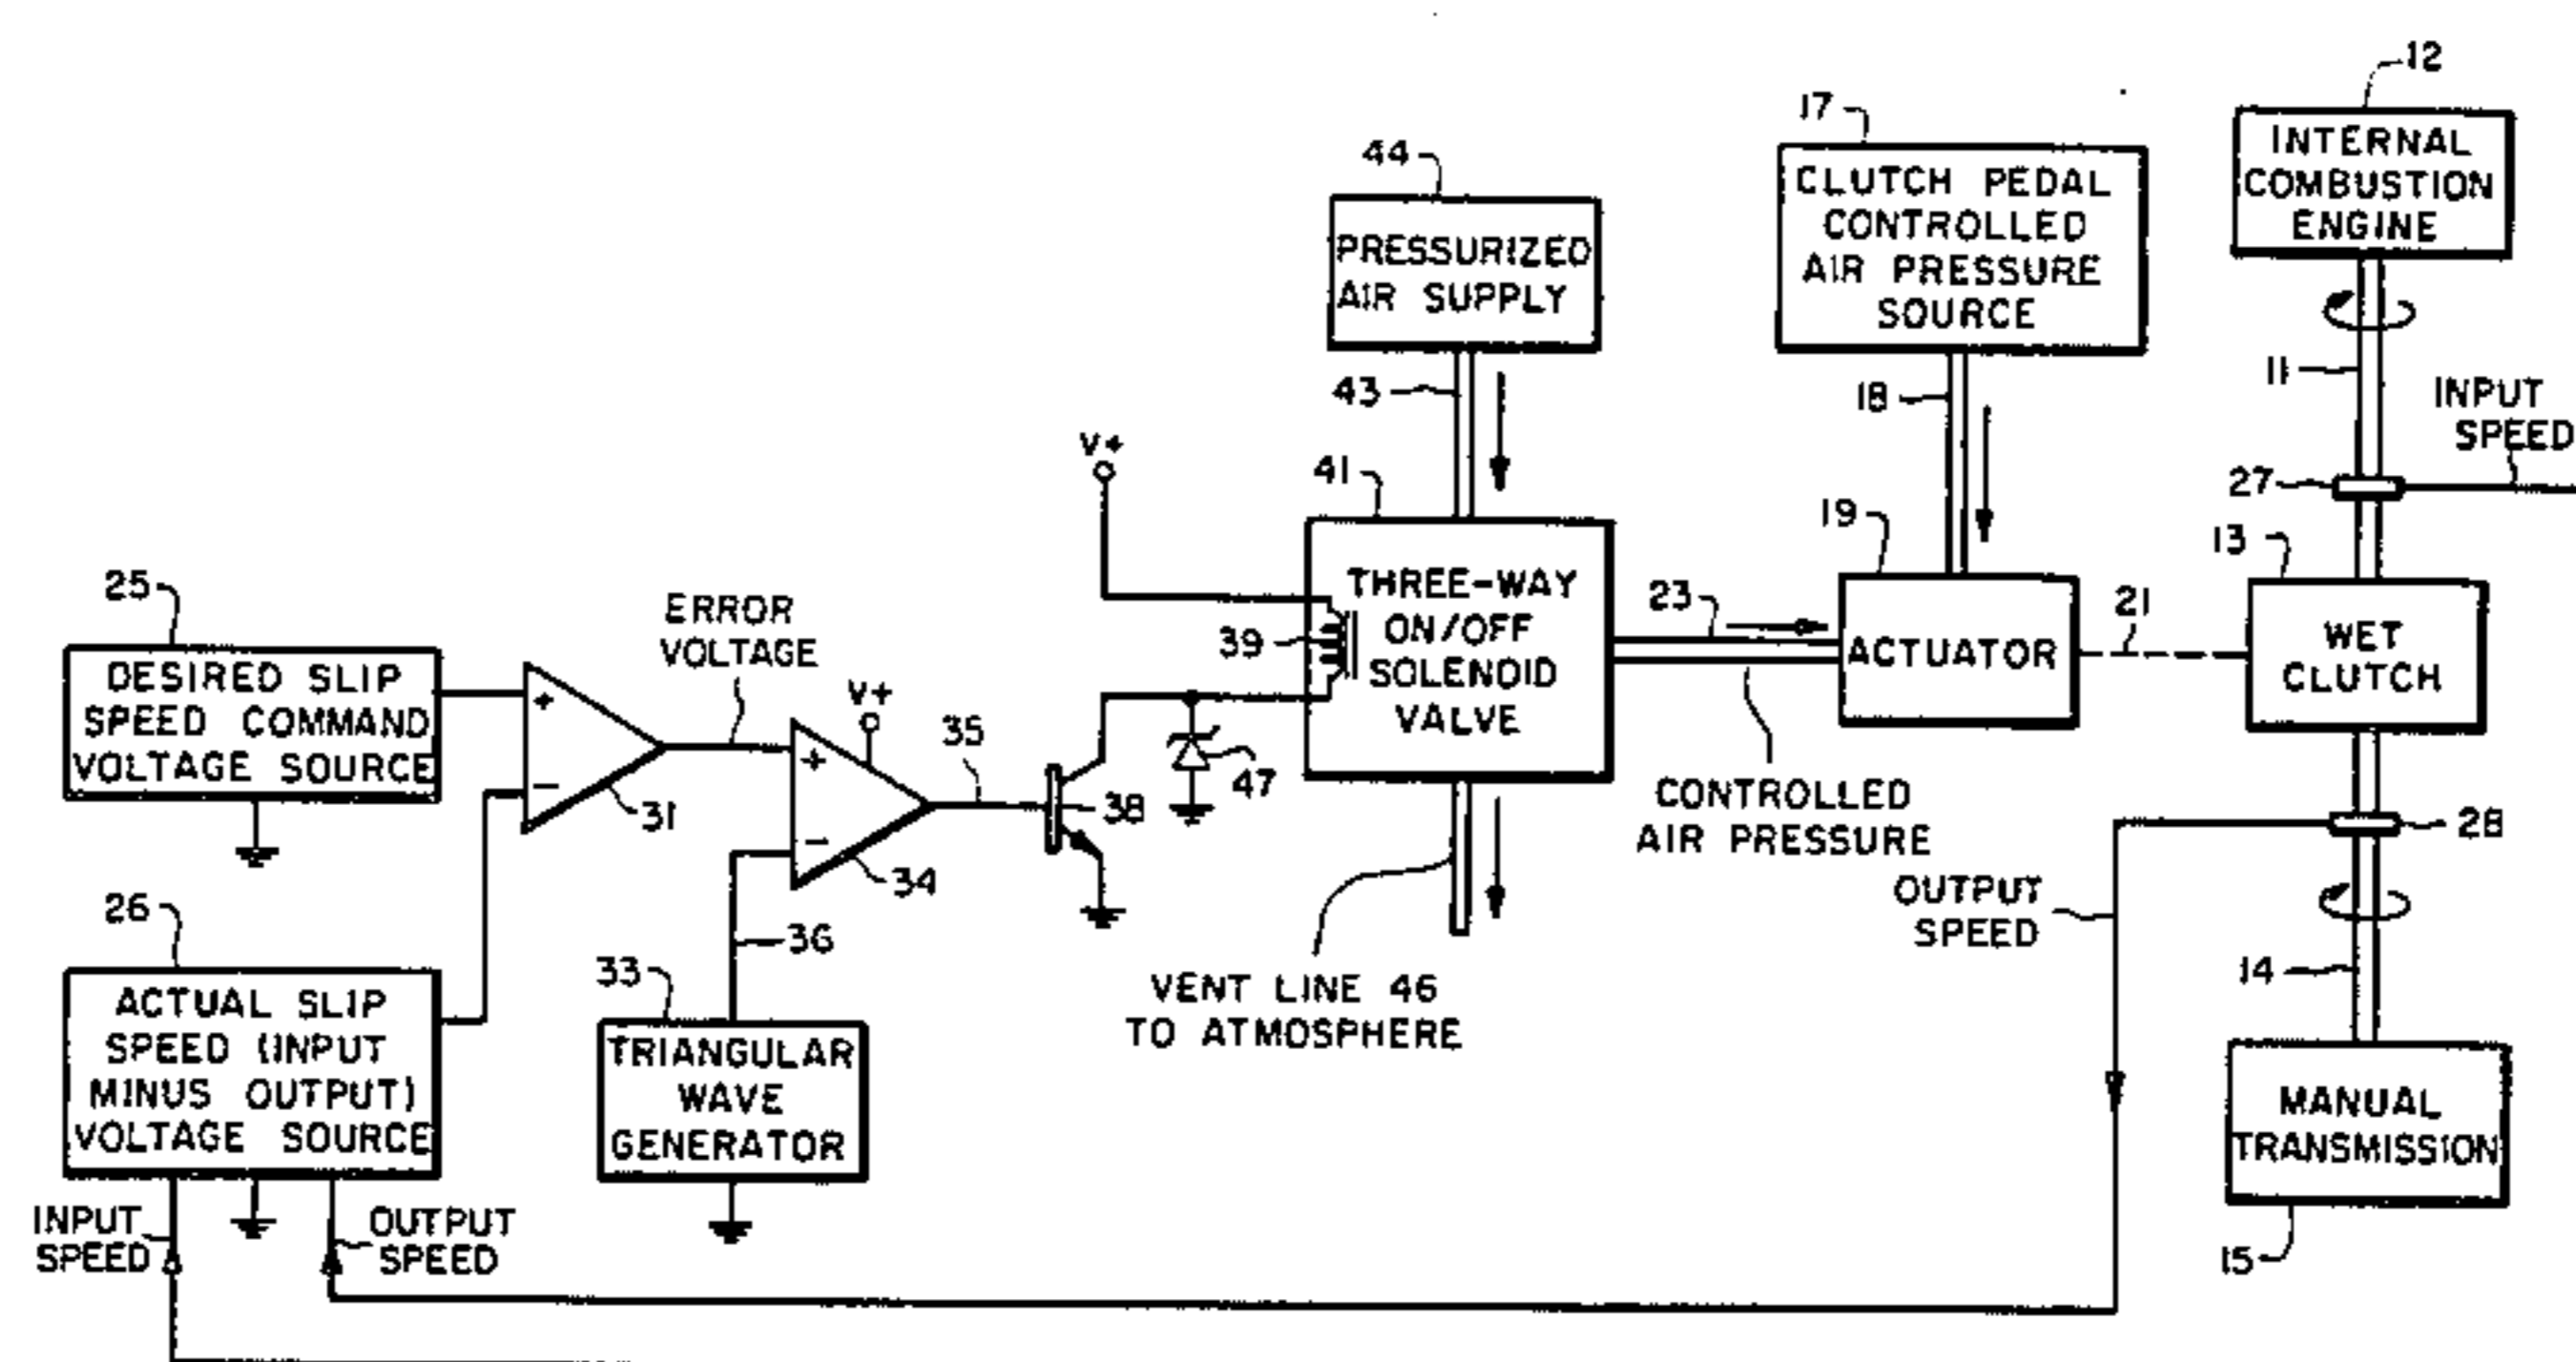 12
INTERNAL
COMBUSTION
ENGINE
17
CLUTCH PEDAL
CONTROLLED
AIR PRESSURE
SOURCE
44
PRESSURIZED
AIR SUPPLY
43
18
11
INPUT
SPEED
27
V+
41
THREE-WAY
ON/OFF
SOLENOID
VALVE
39
23
19
ACTUATOR
21
13
WET
CLUTCH
25
DESIRED SLIP
SPEED COMMAND
VOLTAGE SOURCE
+
−
31
ERROR
VOLTAGE
V+
+
−
34
35
38
47
CONTROLLED
AIR PRESSURE
28
OUTPUT
SPEED
14
26
ACTUAL SLIP
SPEED (INPUT
MINUS OUTPUT)
VOLTAGE SOURCE
36
33
TRIANGULAR
WAVE
GENERATOR
VENT LINE 46
TO ATMOSPHERE
MANUAL
TRANSMISSION
15
INPUT
SPEED
OUTPUT
SPEED